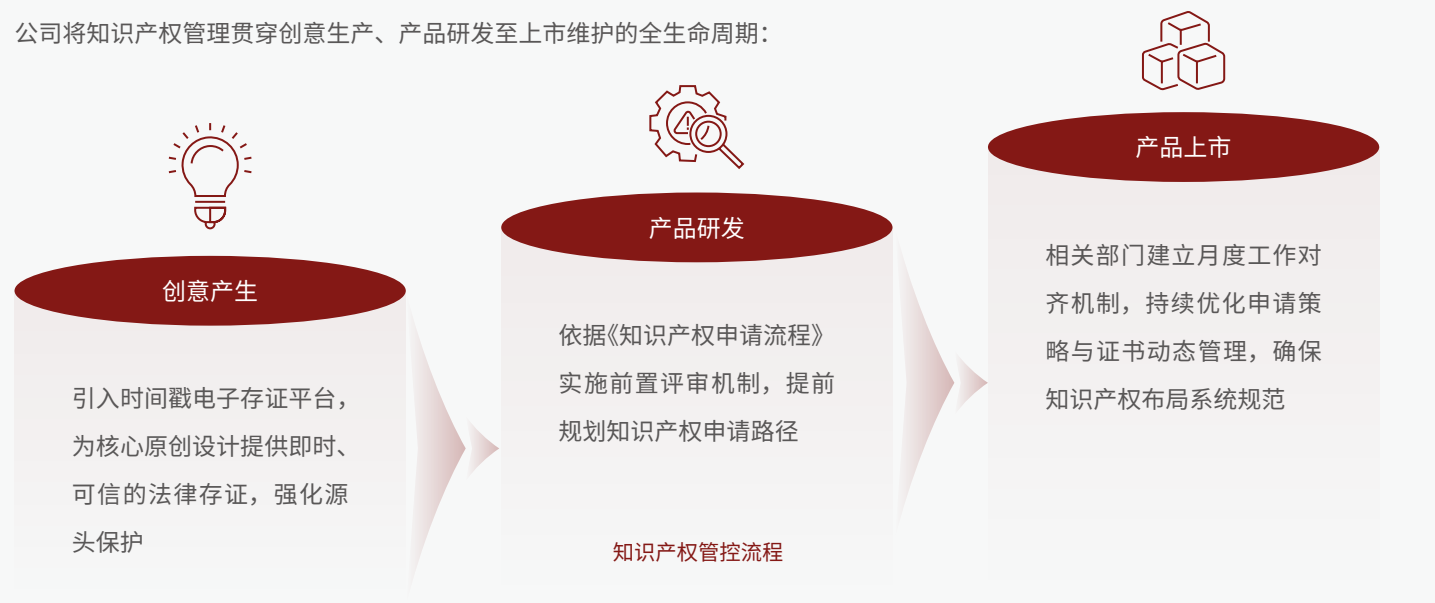 公司将知识产权管理贯穿创意生产、产品研发至上市维护的全生命周期：
创意产生
引入时间戳电子存证平台，
为核心原创设计提供即时、
可信的法律存证，强化源
头保护
产品研发
依据《知识产权申请流程》
实施前置评审机制，提前
规划知识产权申请路径
产品上市
相关部门建立月度工作对
齐机制，持续优化申请策
略与证书动态管理，确保
知识产权布局系统规范
知识产权管控流程